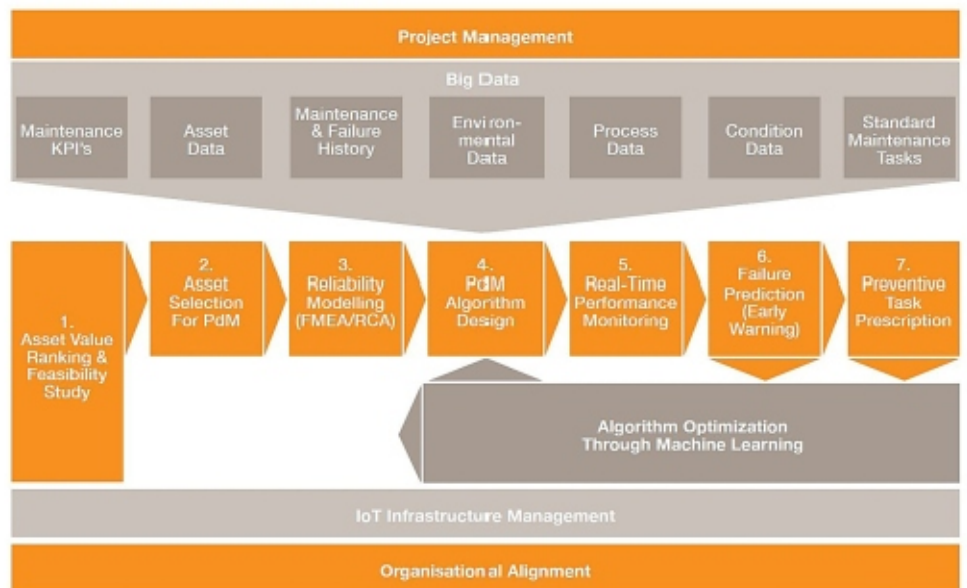 Project Management
Big Data
Maintenance
KPI's
Asset
Data
Maintenance
& Failure
History
Environ-
mental
Data
Process
Data
Condition
Data
Standard
Maintenance
Tasks
1.
Asset Value
Ranking &
Feasibility
Study
2.
Asset
Selection
For PdM
3.
Reliability
Modelling
(FMEA/RCA)
4.
PdM
Algorithm
Design
5.
Real-Time
Performance
Monitoring
6.
Failure
Prediction
(Early
Warning)
7.
Preventive
Task
Prescription
Algorithm Optimization
Through Machine Learning
IoT Infrastructure Management
Organisational Alignment